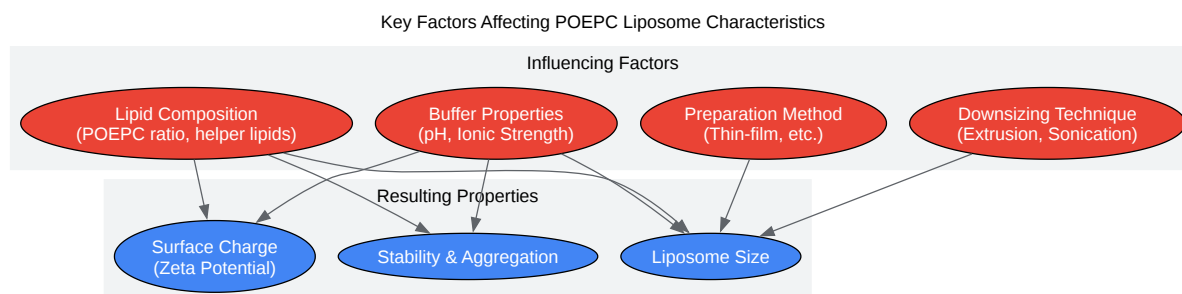 Key Factors Affecting POEPC Liposome Characteristics
Influencing Factors
Lipid Composition
(POEPC ratio, helper lipids)
Buffer Properties
(pH, Ionic Strength)
Preparation Method
(Thin-film, etc.)
Downsizing Technique
(Extrusion, Sonication)
Resulting Properties
Surface Charge
(Zeta Potential)
Stability & Aggregation
Liposome Size